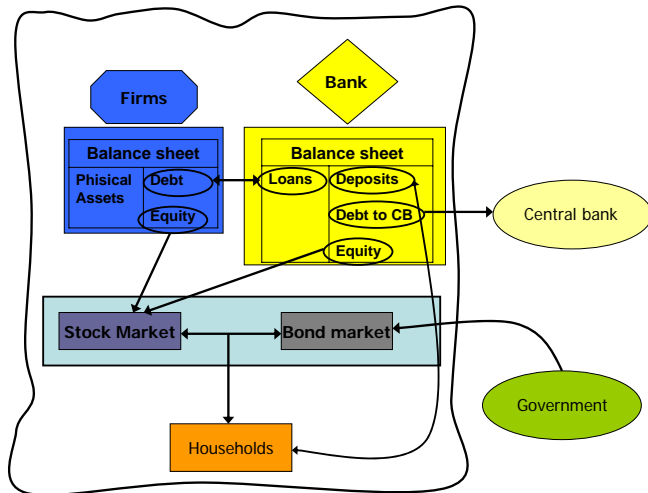 Firms
Bank
Balance sheet
Phisical
Assets
Debt
Equity
Balance sheet
Loans
Deposits
Debt to CB
Equity
Central bank
Stock Market
Bond market
Government
Households